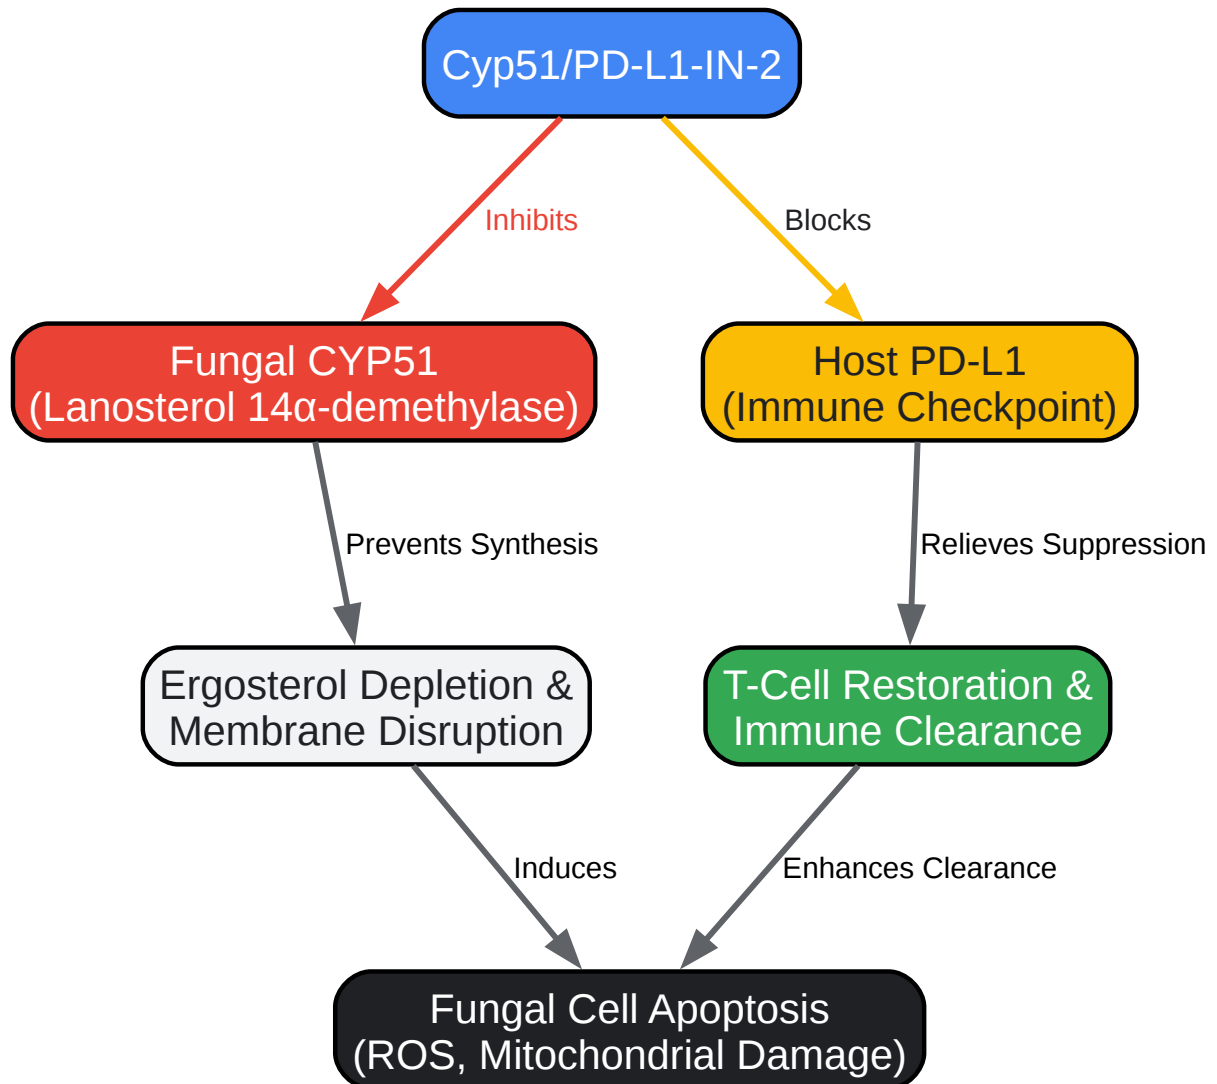 Cyp51/PD-L1-IN-2
Inhibits
Blocks
Fungal CYP51
(Lanosterol 14α-demethylase)
Host PD-L1
(Immune Checkpoint)
Prevents Synthesis
Relieves Suppression
Ergosterol Depletion &
Membrane Disruption
T-Cell Restoration &
Immune Clearance
Induces
Enhances Clearance
Fungal Cell Apoptosis
(ROS, Mitochondrial Damage)